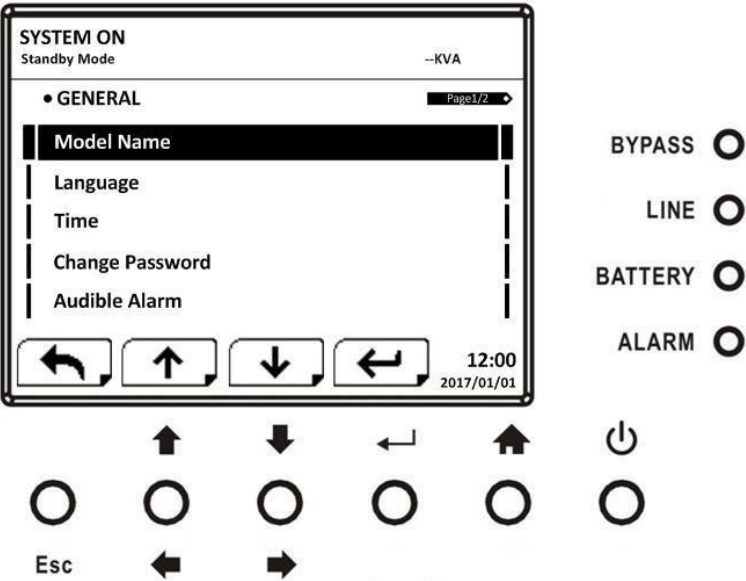 SYSTEM ON
Standby Mode --KVA
• GENERAL Page1/2
Model Name
Language
Time
Change Password
Audible Alarm
12:00
2017/01/01
BYPASS
LINE
BATTERY
ALARM
Esc